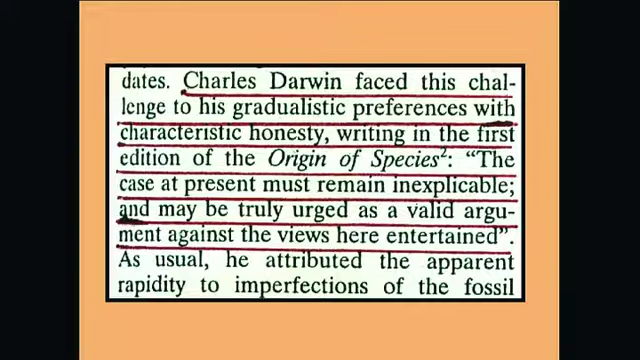 dates. Charles Darwin faced this chal-
lenge to his gradualistic preferences with
characteristic honesty, writing in the first
edition of the Origin of Species²: “The
case at present must remain inexplicable;
and may be truly urged as a valid argu-
ment against the views here entertained”.
As usual, he attributed the apparent
rapidity to imperfections of the fossil